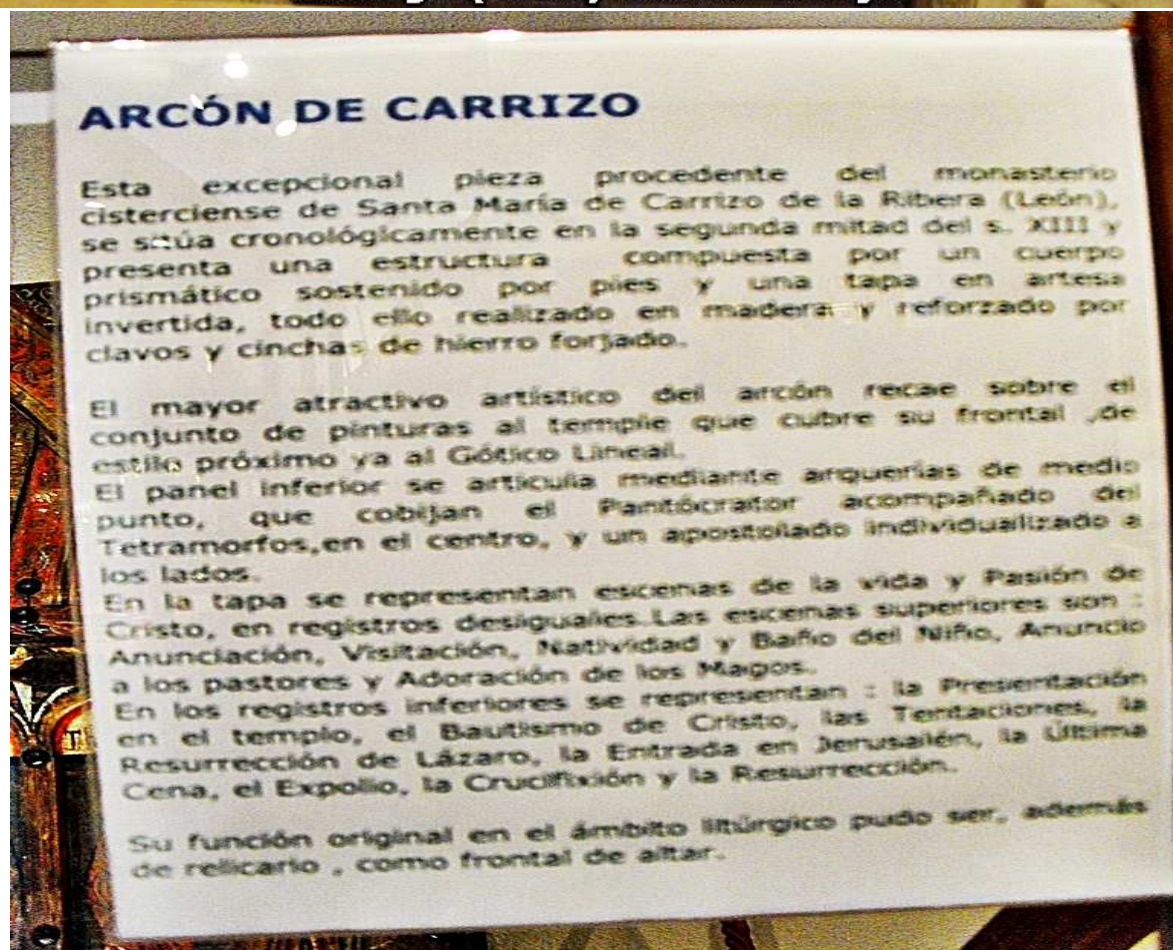 ARCÓN DE CARRIZO
Esta excepcional pieza procedente del monasterio
cisterciense de Santa María de Carrizo de la Ribera (León),
se sitúa cronológicamente en la segunda mitad del s. XIII y
presenta una estructura compuesta por un cuerpo
prismático sostenido por pies y una tapa en artesa
invertida, todo ello realizado en madera y reforzado por
clavos y cinchas de hierro forjado.
El mayor atractivo artístico del arcón recae sobre el
conjunto de pinturas al temple que cubre su frontal ,de
estilo próximo ya al Gótico Lineal.
El panel inferior se articula mediante arquerías de medio
punto, que cobijan el Pantócrator acompañado del
Tetramorfos,en el centro, y un apostolado individualizado a
los lados.
En la tapa se representan escenas de la vida y Pasión de
Cristo, en registros desiguales.Las escenas superiores son :
Anunciación, Visitación, Natividad y Baño del Niño, Anuncio
a los pastores y Adoración de los Magos.
En los registros inferiores se representan : la Presentación
en el templo, el Bautismo de Cristo, las Tentaciones, la
Resurrección de Lázaro, la Entrada en Jerusalén, la Última
Cena, el Expolio, la Crucifixión y la Resurrección.
Su función original en el ámbito litúrgico pudo ser, además
de relicario , como frontal de altar.